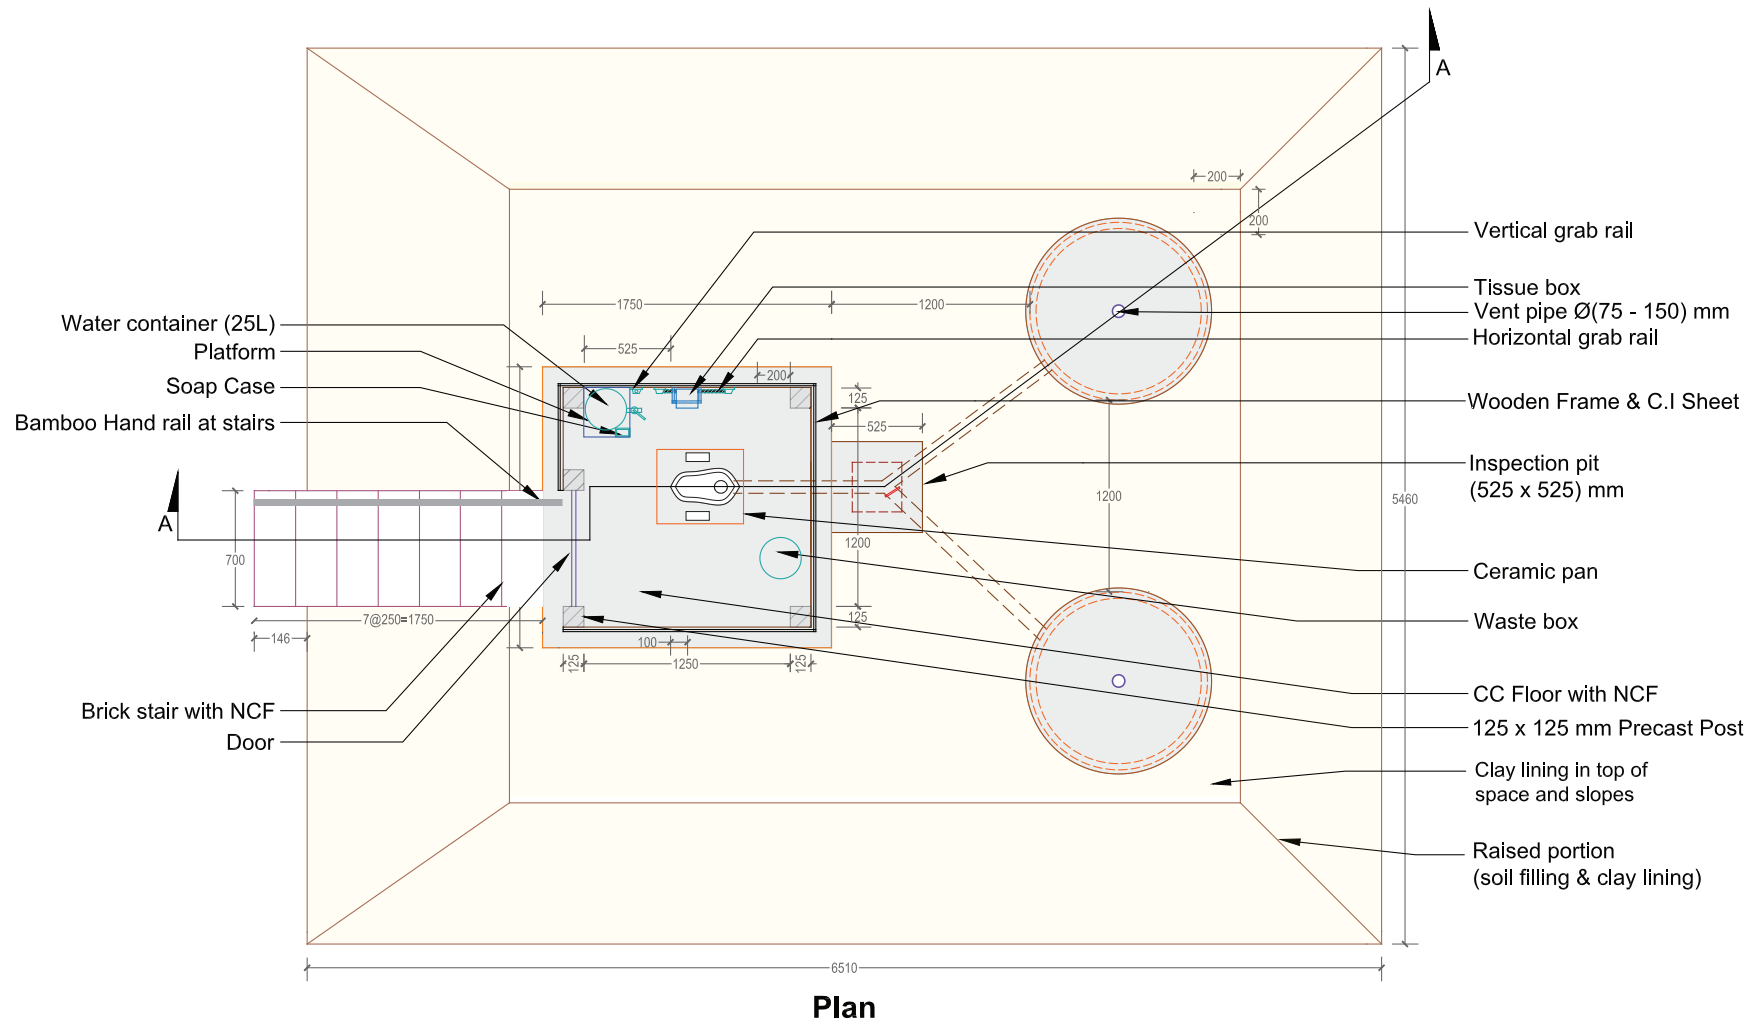 A
A
200
200
Vertical grab rail
Tissue box
Vent pipe Ø(75 - 150) mm
Horizontal grab rail
Wooden Frame & C.I Sheet
Inspection pit
(525 x 525) mm
Ceramic pan
Waste box
CC Floor with NCF
125 x 125 mm Precast Post
Clay lining in top of
space and slopes
Raised portion
(soil filling & clay lining)
Water container (25L)
Platform
Soap Case
Bamboo Hand rail at stairs
Brick stair with NCF
Door
1750
1200
525
200
125
525
1200
1200
5460
125
700
7@250=1750
146
100
125
1250
125
6510
Plan